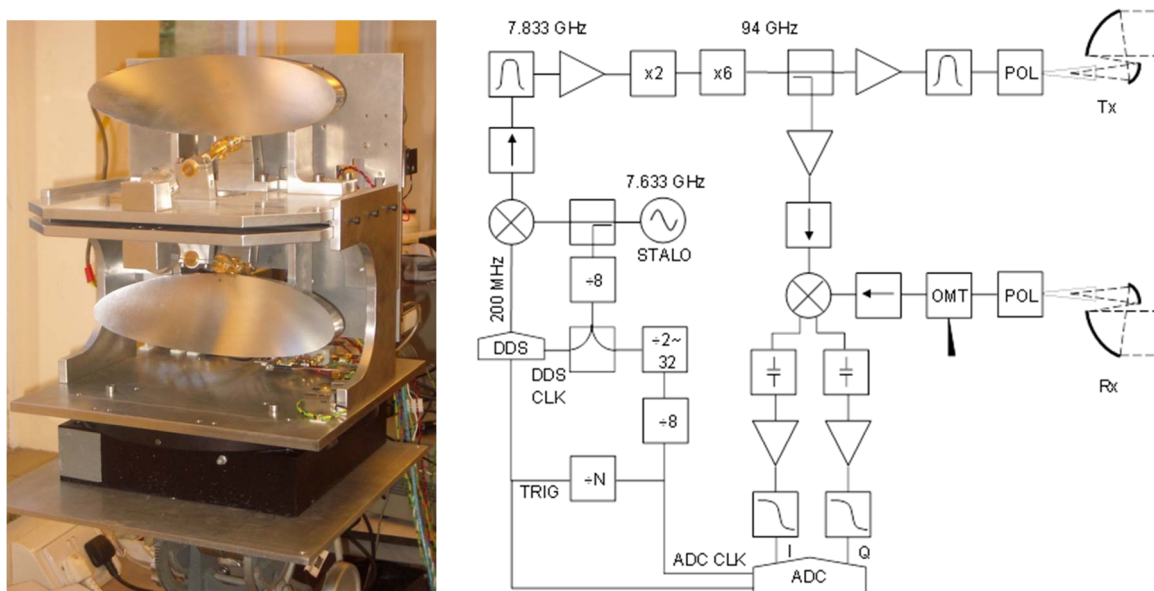 7.833 GHz
94 GHz
x2
x6
POL
Tx
7.633 GHz
STALO
÷8
200 MHz
DDS
DDS
CLK
÷2~
32
÷8
÷N
TRIG
OMT
POL
Rx
I
Q
ADC CLK
ADC